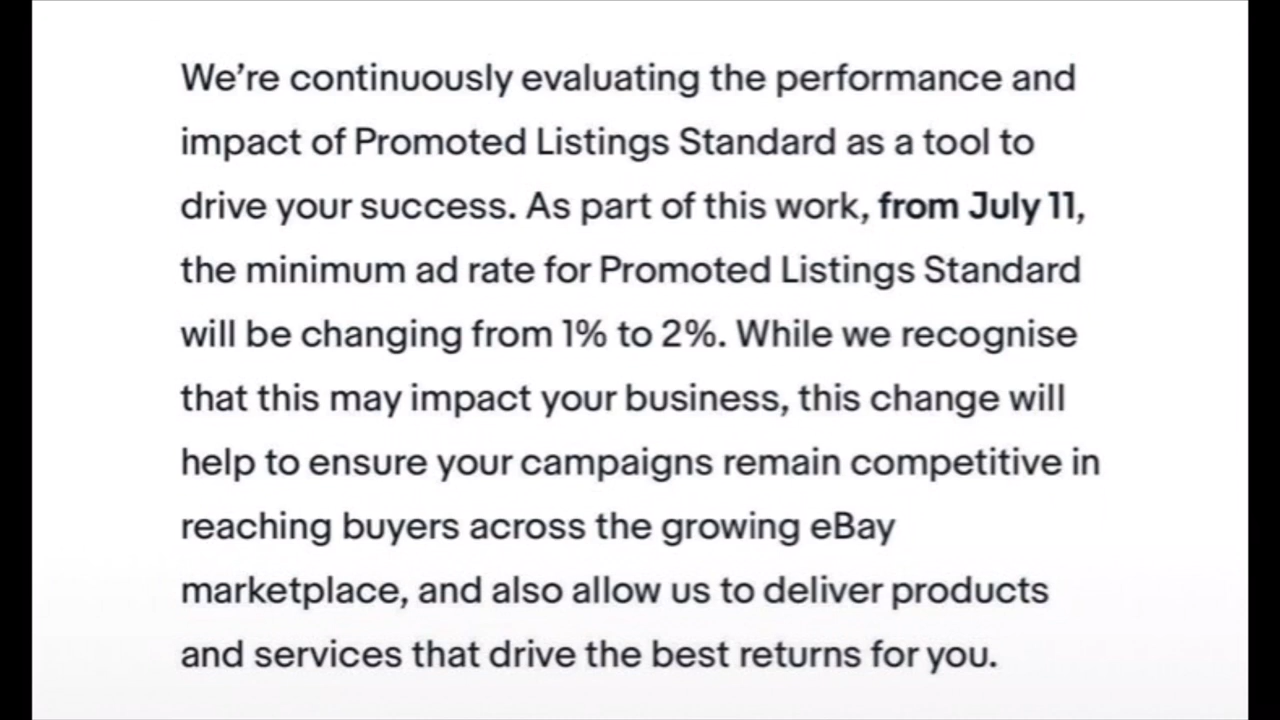 We're continuously evaluating the performance and
impact of Promoted Listings Standard as a tool to
drive your success. As part of this work, from July 11,
the minimum ad rate for Promoted Listings Standard
will be changing from 1% to 2%. While we recognise
that this may impact your business, this change will
help to ensure your campaigns remain competitive in
reaching buyers across the growing eBay
marketplace, and also allow us to deliver products
and services that drive the best returns for you.